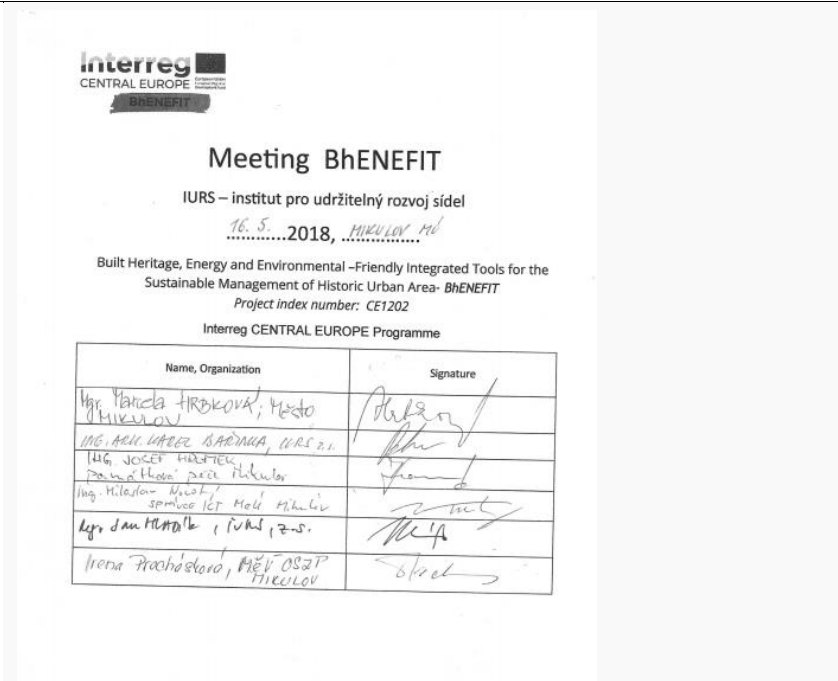 Interreg
CENTRAL EUROPE
BhENEFIT
Meeting BhENEFIT
IURS – institut pro udržitelný rozvoj sídel
16. 5. 2018, MIKULOV MÚ
Built Heritage, Energy and Environmental –Friendly Integrated Tools for the
Sustainable Management of Historic Urban Area- BhENEFIT
Project index number: CE1202
Interreg CENTRAL EUROPE Programme
Name, Organization
Signature
Mgr. Marcela HRBKOVÁ; Město
MIKULOV
ING. ARCH. KAREL IURS z.s.
ING. JOSEF
Památková péče Mikulov
Ing. Miloslav
správce ICT Mikulov
Mgr. Jan , IURS, z.s.
Irena Procházková, MěÚ OSŽP
MIKULOV